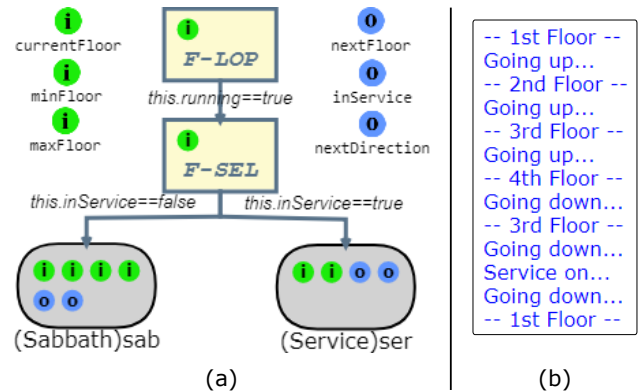 i
currentFloor
i
minFloor
i
maxFloor
i
F-LOP
this.running==true
i
F-SEL
o
nextFloor
o
inService
o
nextDirection
this.inService==false
this.inService==true
i i i i
o o
(Sabbath)sab
i i o o
(Service)ser
(a)
-- 1st Floor --
Going up...
-- 2nd Floor --
Going up...
-- 3rd Floor --
Going up...
-- 4th Floor --
Going down...
-- 3rd Floor --
Going down...
Service on...
Going down...
-- 1st Floor --
(b)